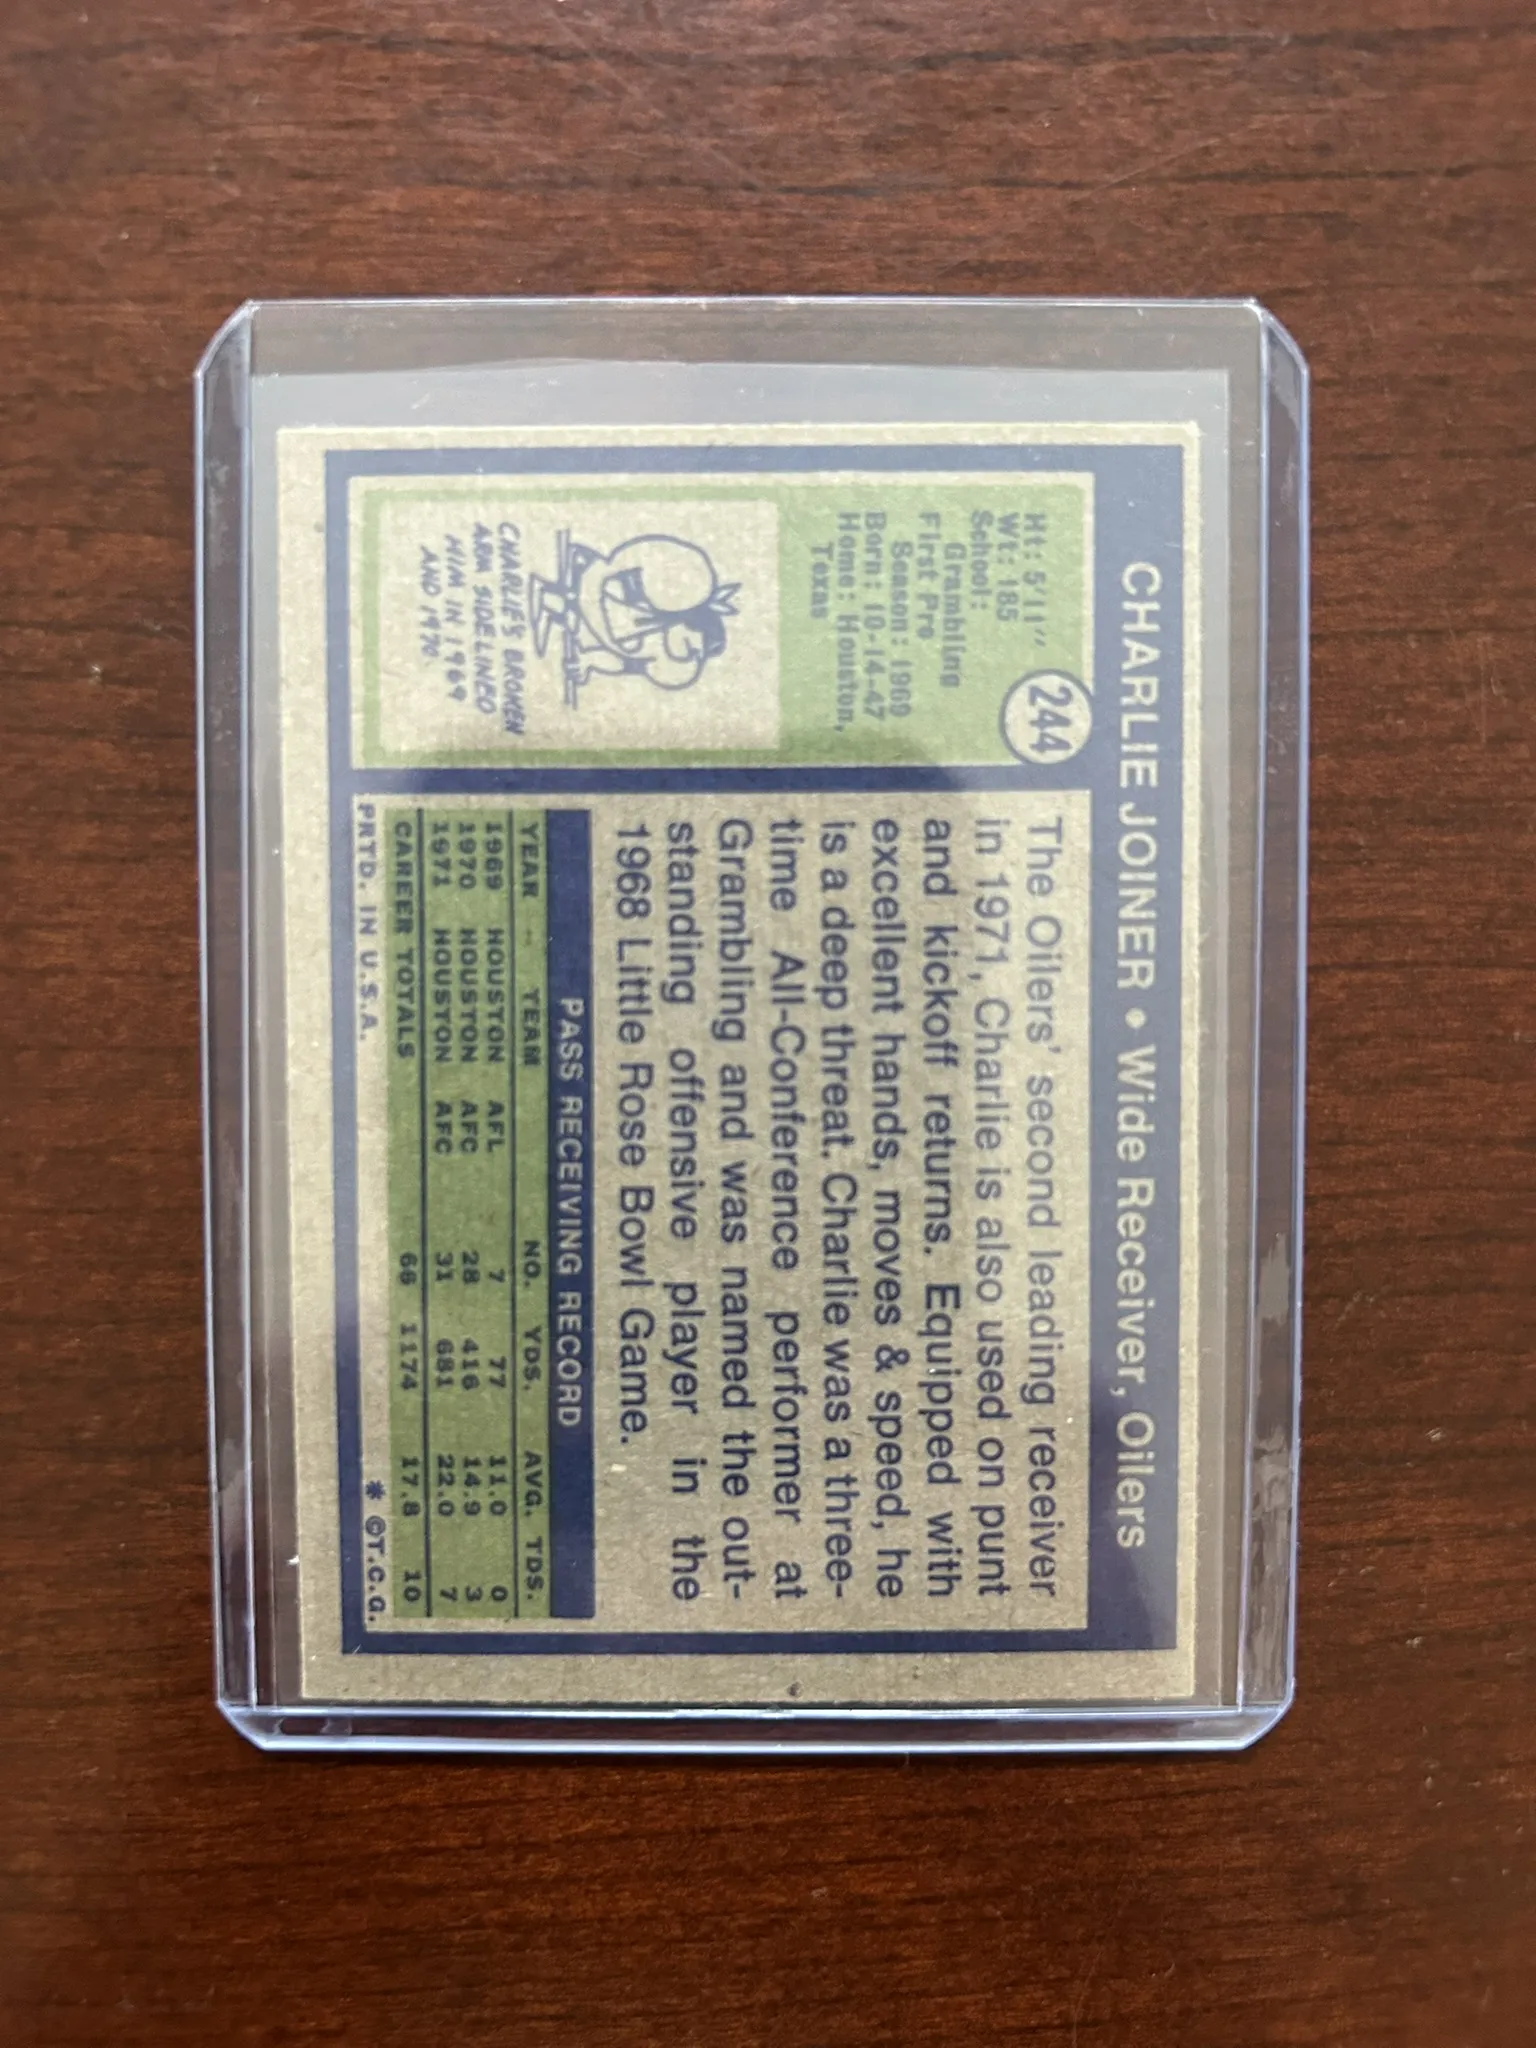 CHARLIE JOINER • Wide Receiver, Oilers
244
Ht: 5'11"
Wt: 185
School:
Grambling
First Pro
Season: 1969
Born: 10-14-47
Home: Houston,
Texas
CHARLIE'S BROKEN
ARM SIDELINED
HIM IN 1969
AND 1970.
The Oilers' second leading receiver
in 1971, Charlie is also used on punt
and kickoff returns. Equipped with
excellent hands, moves & speed, he
is a deep threat. Charlie was a three-
time All-Conference performer at
Grambling and was named the out-
standing offensive player in the
1968 Little Rose Bowl Game.
PASS RECEIVING RECORD
YEAR TEAM NO. YDS. AVG. TDS.
1969 HOUSTON AFL 7 77 11.0 0
1970 HOUSTON AFC 28 416 14.9 3
1971 HOUSTON AFC 31 681 22.0 7
CAREER TOTALS 66 1174 17.8 10
PRTD. IN U.S.A. * ©T.C.G.